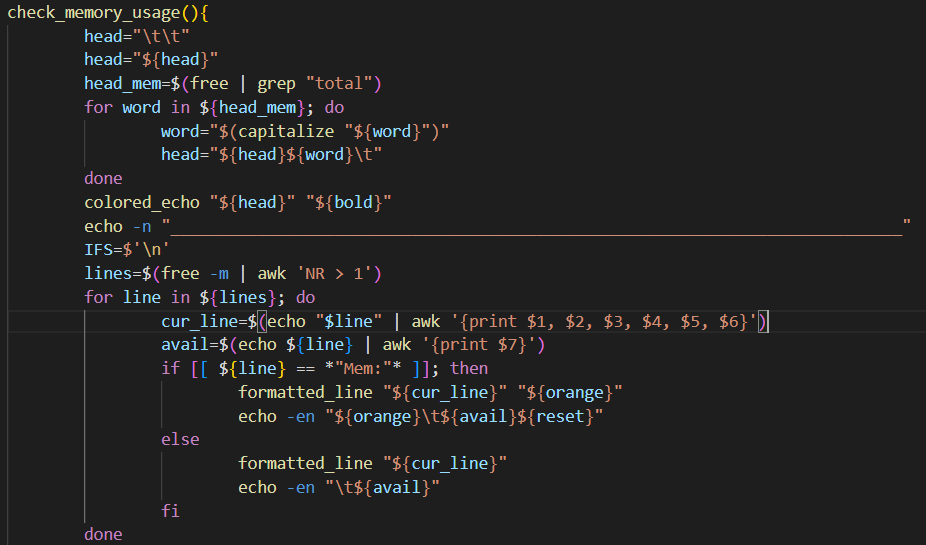 check_memory_usage(){
        head="\t\t"
        head="${head}"
        head_mem=$(free | grep "total")
        for word in ${head_mem}; do
                word="$(capitalize "${word}")"
                head="${head}${word}\t"
        done
        colored_echo "${head}" "${bold}"
        echo -n "____________________________________________________________________________"
        IFS=$'\n'
        lines=$(free -m | awk 'NR > 1')
        for line in ${lines}; do
                cur_line=$(echo "$line" | awk '{print $1, $2, $3, $4, $5, $6}')
                avail=$(echo ${line} | awk '{print $7}')
                if [[ ${line} == *"Mem:"* ]]; then
                        formatted_line "${cur_line}" "${orange}"
                        echo -en "${orange}\t${avail}${reset}"
                else
                        formatted_line "${cur_line}"
                        echo -en "\t${avail}"
                fi
        done